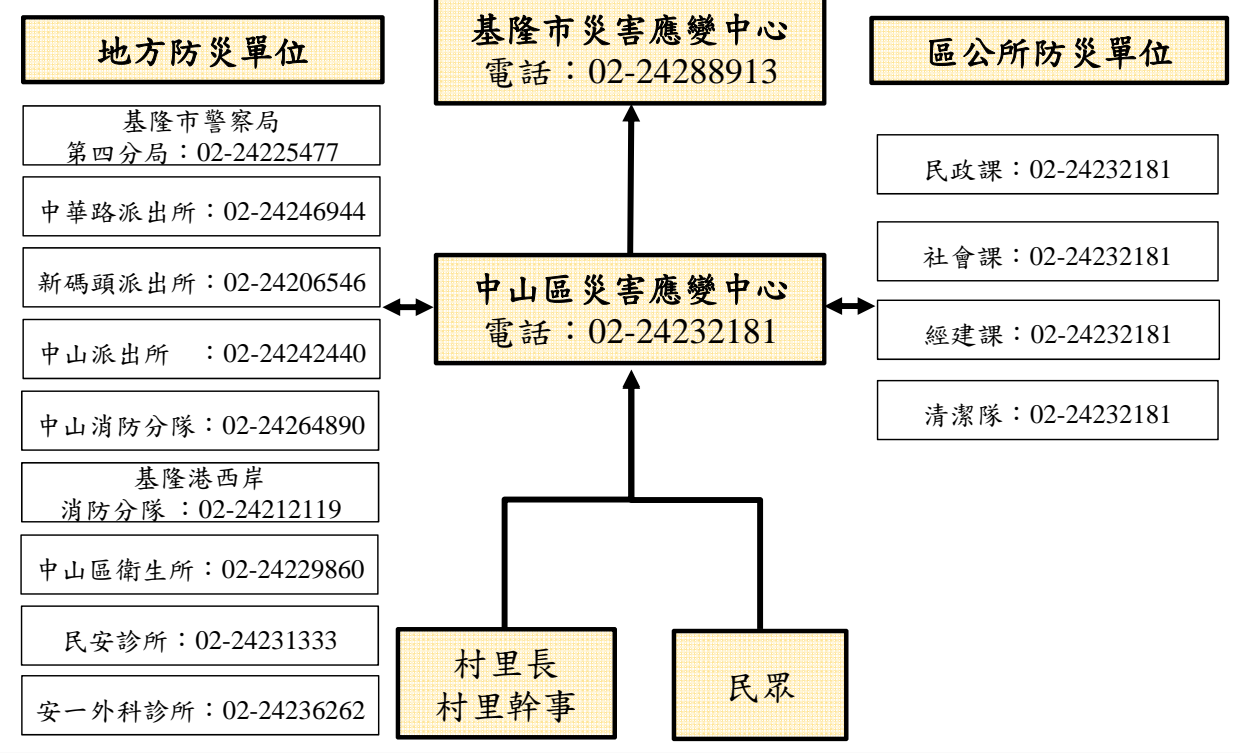 地方防災單位
基隆市警察局
第四分局：02-24225477
中華路派出所：02-24246944
新碼頭派出所：02-24206546
中山派出所　：02-24242440
中山消防分隊：02-24264890
基隆港西岸
消防分隊 ：02-24212119
中山區衛生所：02-24229860
民安診所：02-24231333
安一外科診所：02-24236262
基隆市災害應變中心
電話：02-24288913
中山區災害應變中心
電話：02-24232181
村里長
村里幹事
民眾
區公所防災單位
民政課：02-24232181
社會課：02-24232181
經建課：02-24232181
清潔隊：02-24232181